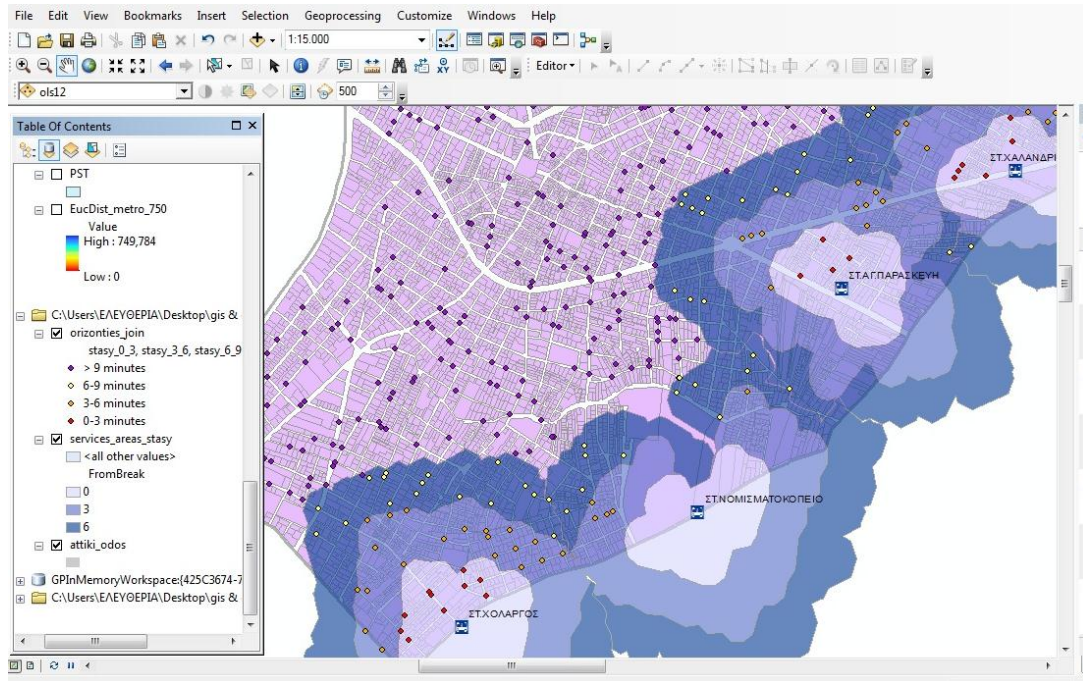 File Edit View Bookmarks Insert Selection Geoprocessing Customize Windows Help
1:15.000
Editor
ols12 500
Table Of Contents
PST
EucDist_metro_750
Value
High : 749,784
Low : 0
C:\Users\ΕΛΕΥΘΕΡΙΑ\Desktop\gis &
orizonties_join
stasy_0_3, stasy_3_6, stasy_6_9
> 9 minutes
6-9 minutes
3-6 minutes
0-3 minutes
services_areas_stasy
<all other values>
FromBreak
0
3
6
attiki_odos
GPInMemoryWorkspace:{425C3674-7
C:\Users\ΕΛΕΥΘΕΡΙΑ\Desktop\gis &
ΣΤ.ΧΑΛΑΝΔΡΙ
ΣΤ.ΑΓ.ΠΑΡΑΣΚΕΥΗ
ΣΤ.ΝΟΜΙΣΜΑΤΟΚΟΠΕΙΟ
ΣΤ.ΧΟΛΑΡΓΟΣ